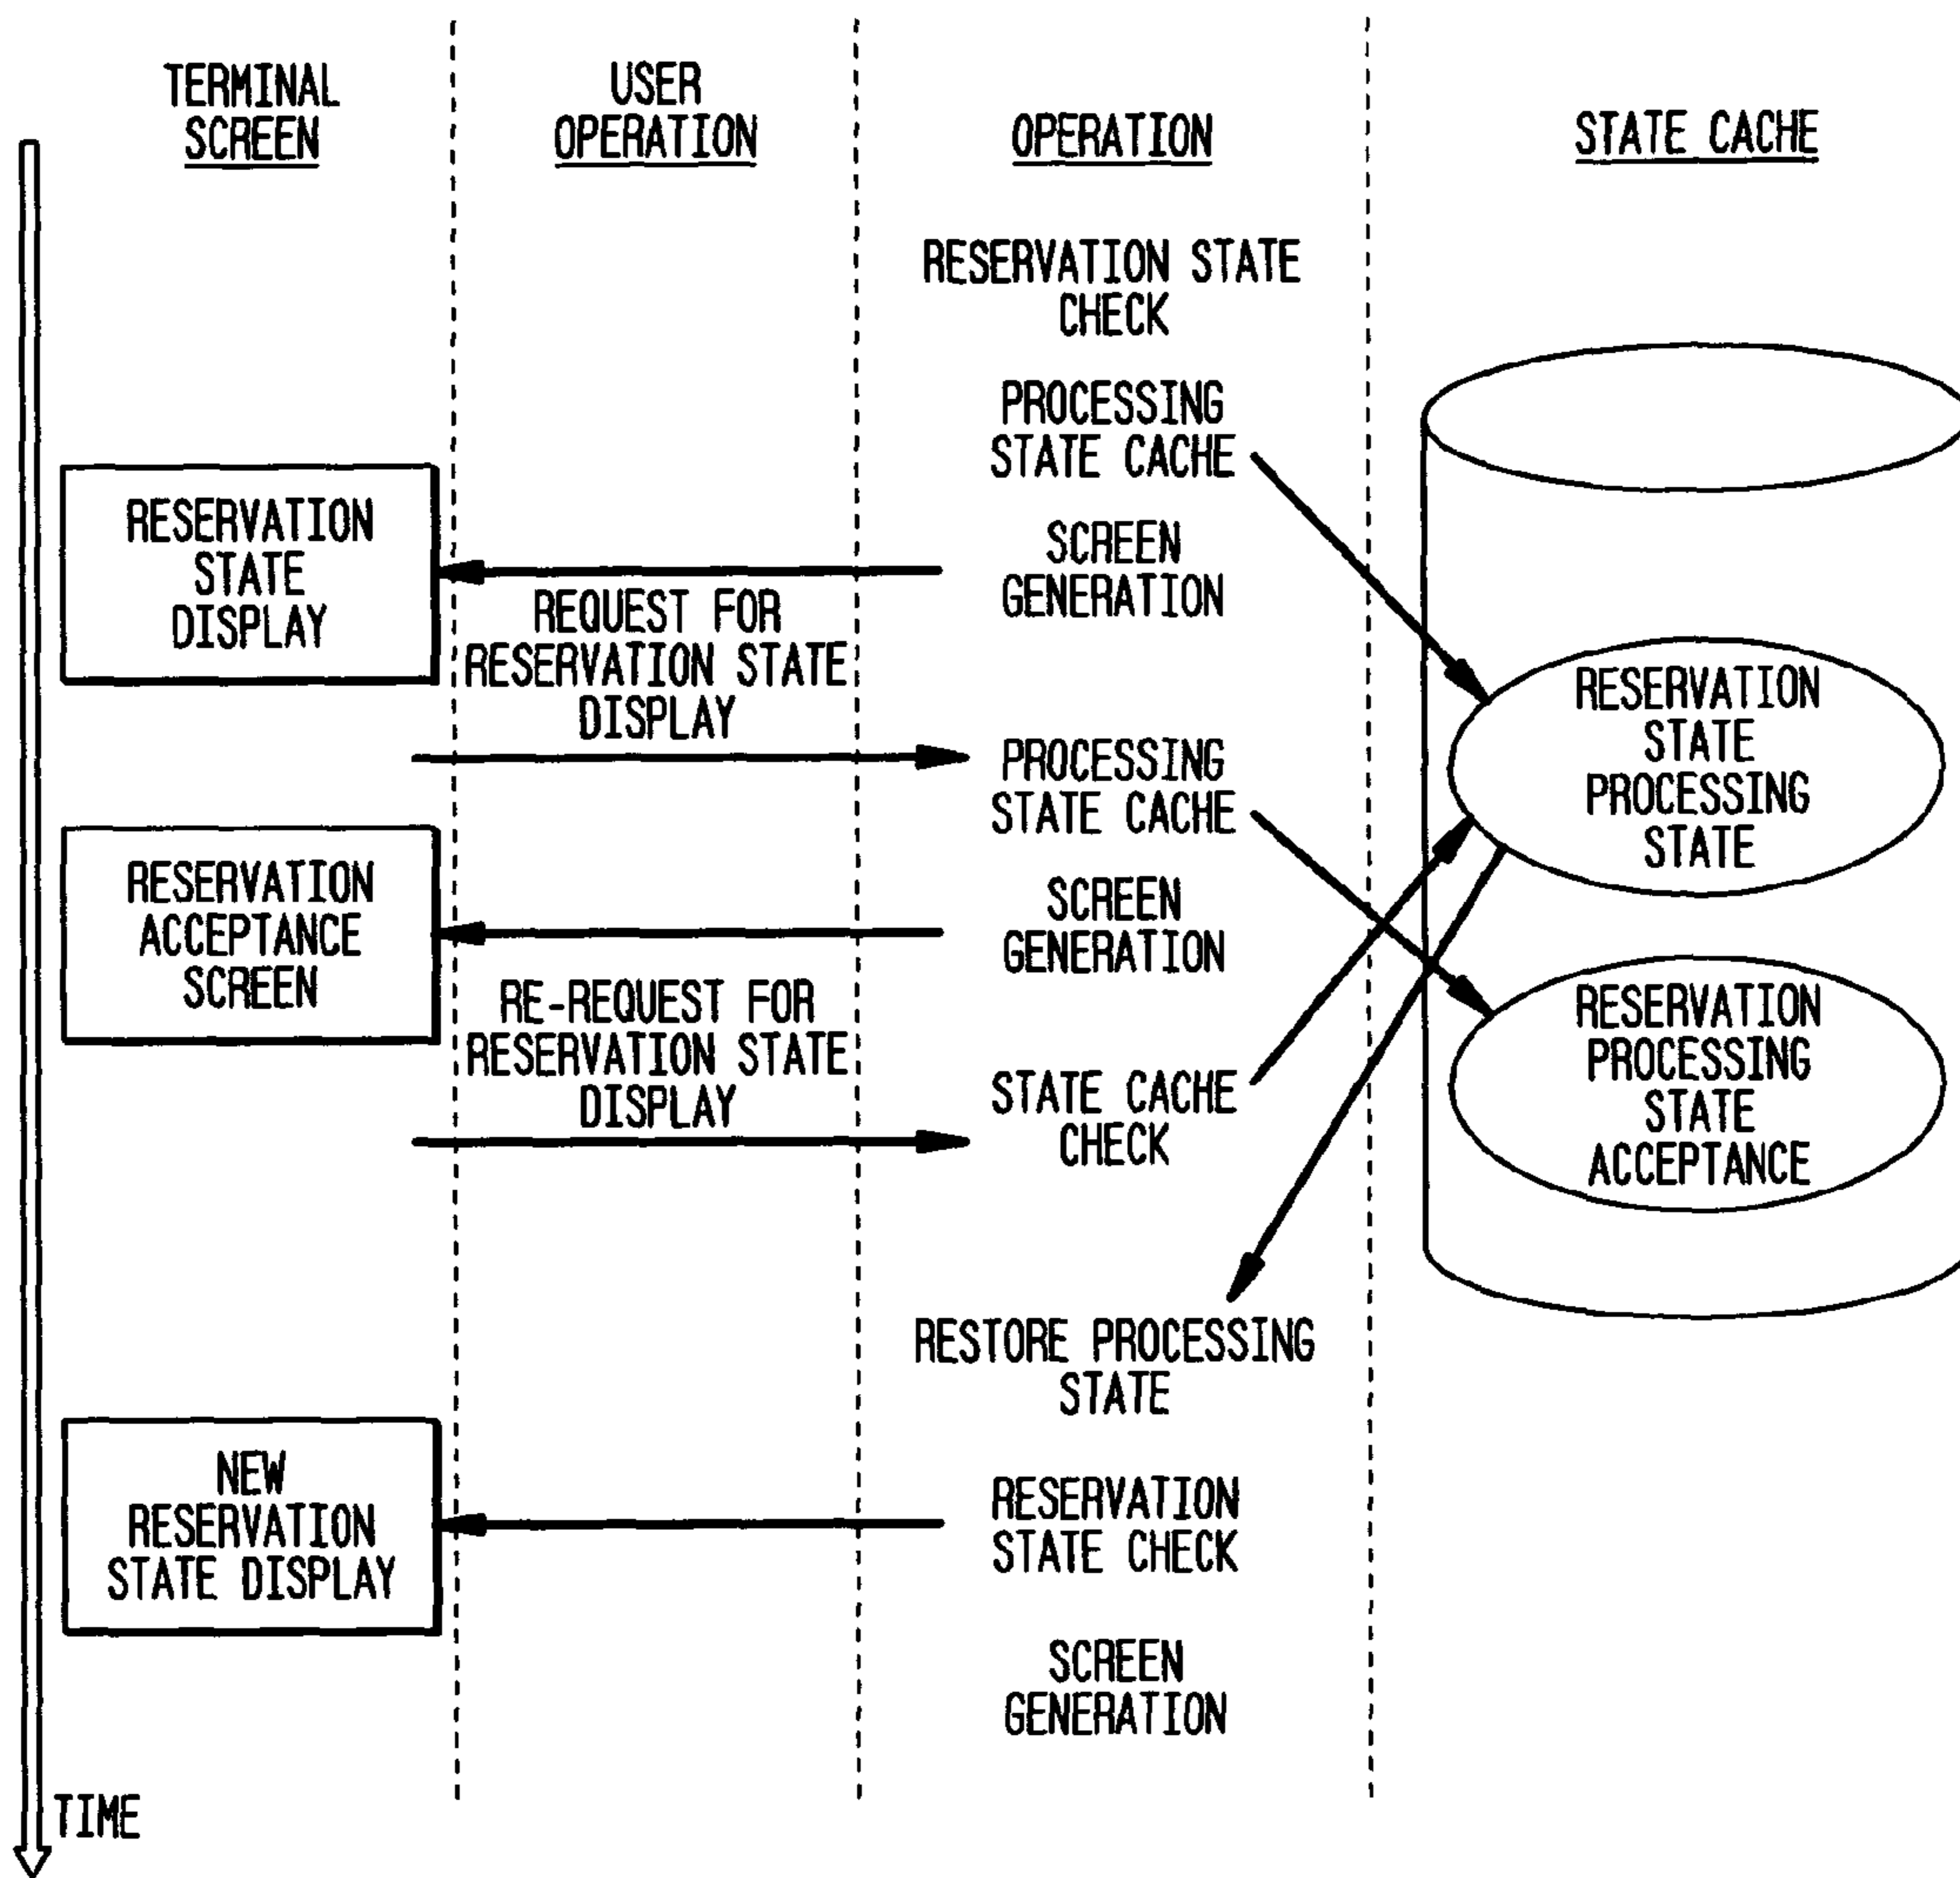 TERMINAL
SCREEN
USER
OPERATION
OPERATION
STATE CACHE
RESERVATION STATE
CHECK
PROCESSING
STATE CACHE
RESERVATION
STATE
DISPLAY
SCREEN
GENERATION
REQUEST FOR
RESERVATION STATE
DISPLAY
RESERVATION
STATE
PROCESSING
STATE
PROCESSING
STATE CACHE
RESERVATION
ACCEPTANCE
SCREEN
SCREEN
GENERATION
RE-REQUEST FOR
RESERVATION STATE
DISPLAY
RESERVATION
PROCESSING
STATE
ACCEPTANCE
STATE CACHE
CHECK
RESTORE PROCESSING
STATE
NEW
RESERVATION
STATE DISPLAY
RESERVATION
STATE CHECK
SCREEN
GENERATION
TIME